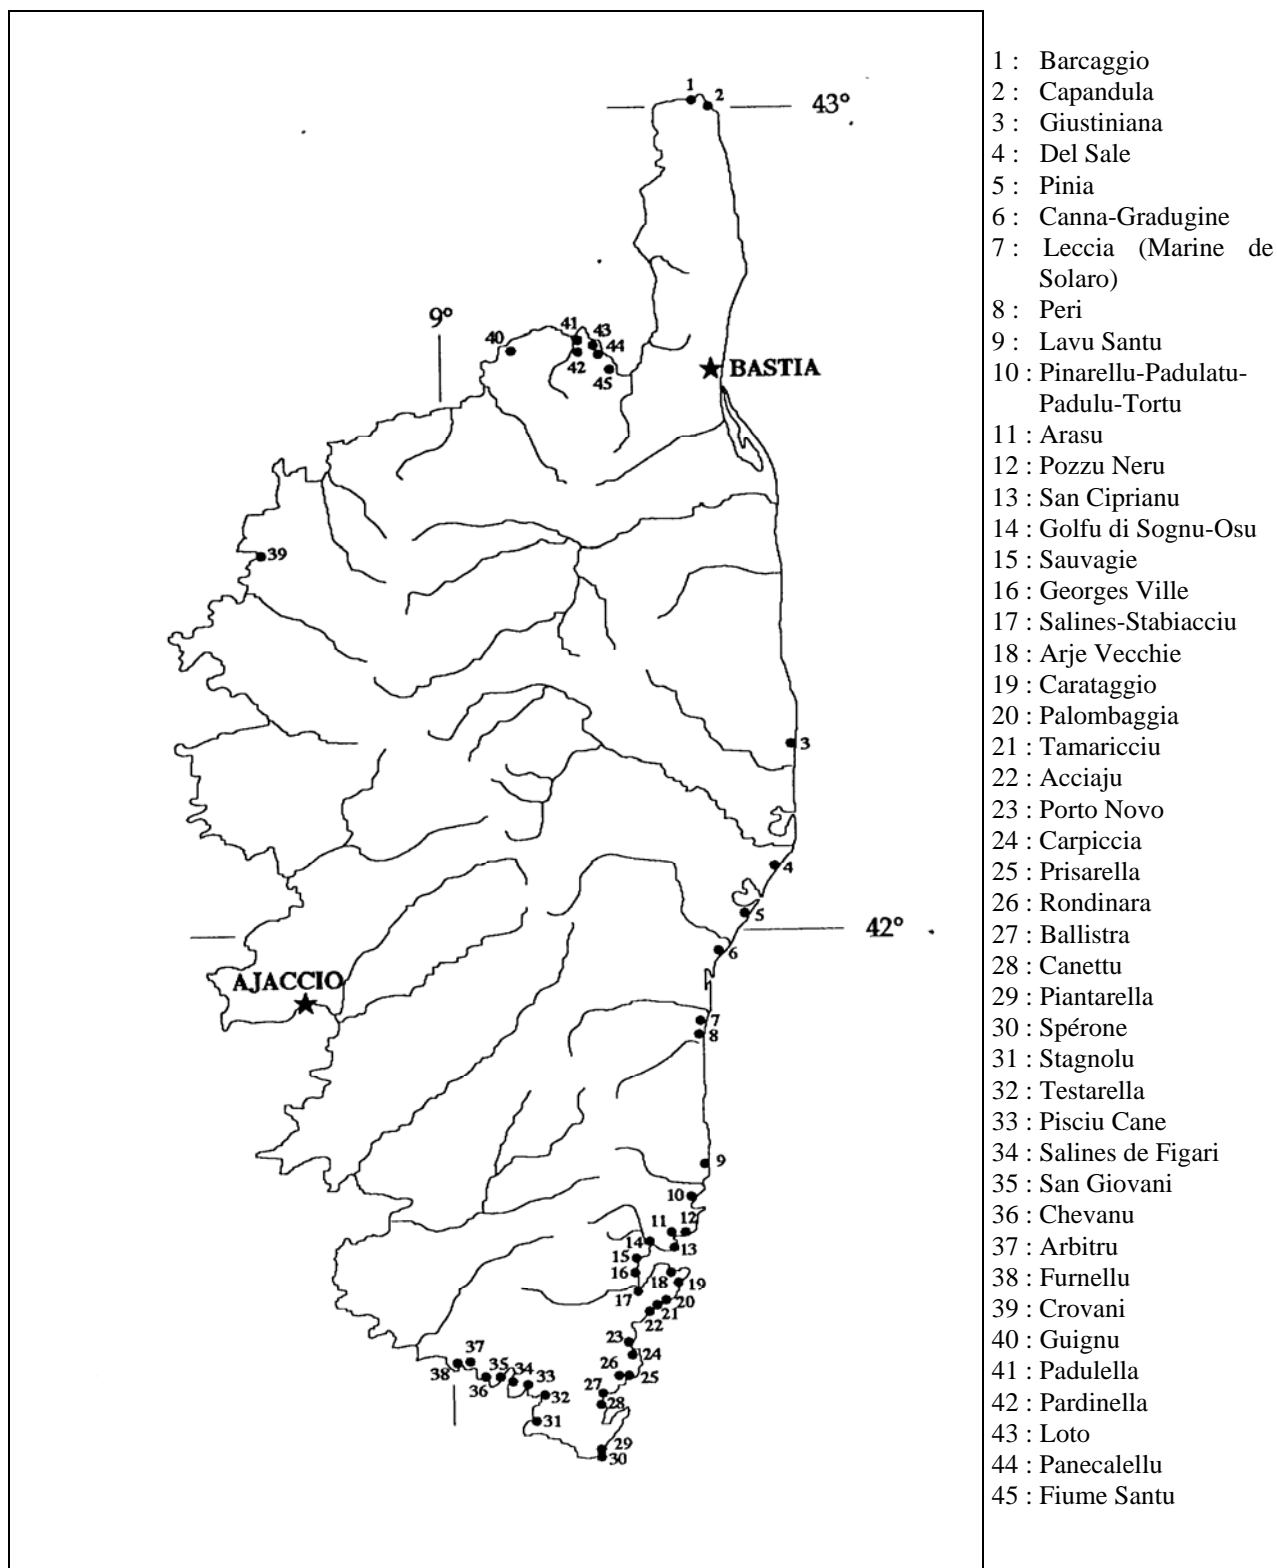 1
2
43°
41
43
9°
40
44
42
45
BASTIA
39
3
4
5
42°
6
AJACCIO
7
8
9
10
11
12
14
13
15
16
18
19
17
20
21
22
23
24
37
26
38
35
34
25
36
33
27
32
28
31
29
30
1 : Barcaggio
2 : Capandula
3 : Giustiniana
4 : Del Sale
5 : Pinia
6 : Canna-Gradugine
7 : Leccia (Marine de
Solaro)
8 : Peri
9 : Lavu Santu
10 : Pinarellu-Padulatu-
Padulu-Tortu
11 : Arasu
12 : Pozzu Neru
13 : San Ciprianu
14 : Golfu di Sognu-Osu
15 : Sauvagie
16 : Georges Ville
17 : Salines-Stabiacciu
18 : Arje Vecchie
19 : Carataggio
20 : Palombaggia
21 : Tamaricciu
22 : Acciaju
23 : Porto Novo
24 : Carpiccia
25 : Prisarella
26 : Rondinara
27 : Ballistra
28 : Canettu
29 : Piantarella
30 : Spérone
31 : Stagnolu
32 : Testarella
33 : Pisciu Cane
34 : Salines de Figari
35 : San Giovani
36 : Chevanu
37 : Arbitru
38 : Furnellu
39 : Crovani
40 : Guignu
41 : Padulella
42 : Pardinella
43 : Loto
44 : Panecalellu
45 : Fiume Santu